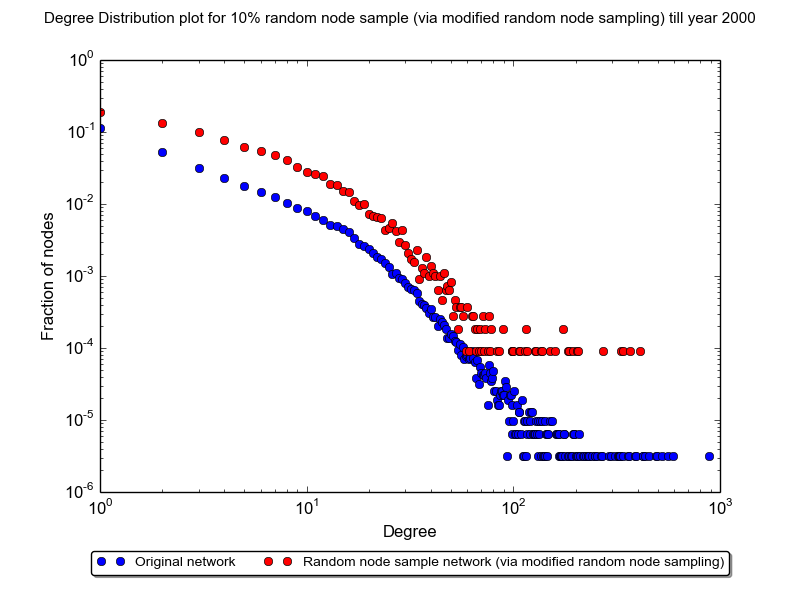 Degree Distribution plot for 10% random node sample (via modified random node sampling) till year 2000
10^0
10^-1
10^-2
10^-3
10^-4
10^-5
10^-6
Fraction of nodes
10^0 10^1 10^2 10^3
Degree
Original network Random node sample network (via modified random node sampling)